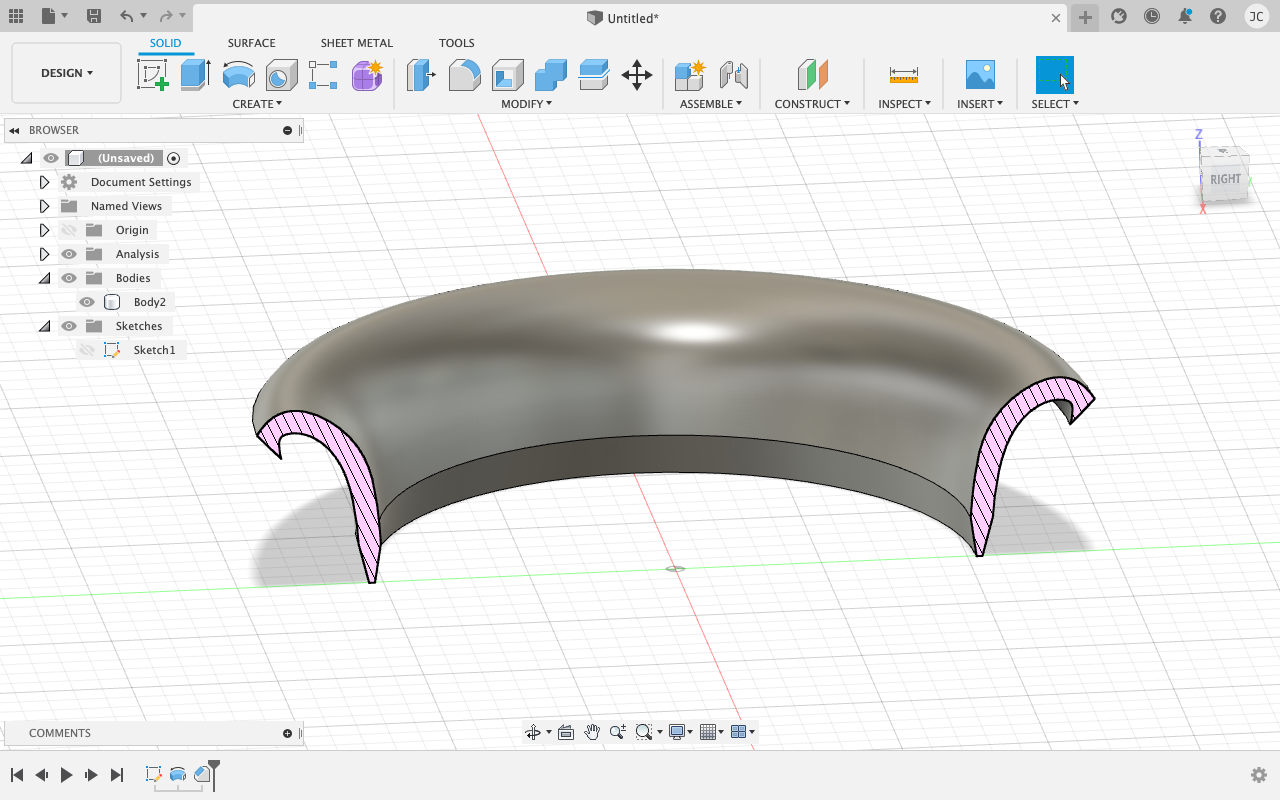 Untitled*
JC
DESIGN
SOLID
SURFACE
SHEET METAL
TOOLS
CREATE
MODIFY
ASSEMBLE
CONSTRUCT
INSPECT
INSERT
SELECT
BROWSER
(Unsaved)
Document Settings
Named Views
Origin
Analysis
Bodies
Body2
Sketches
Sketch1
Z
RIGHT
X
COMMENTS